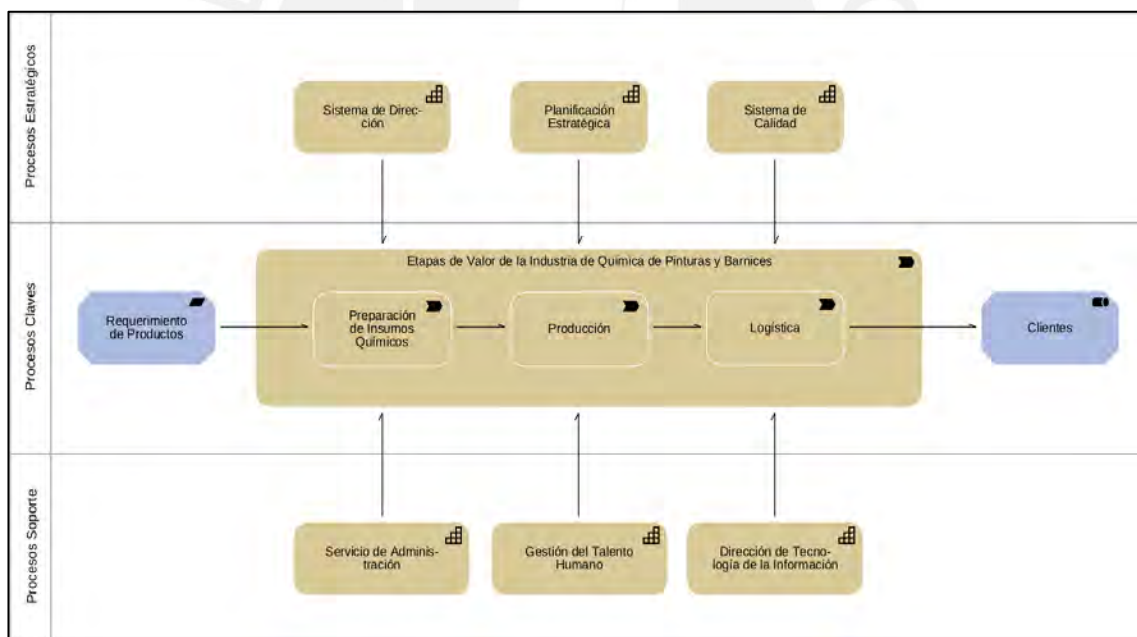 Procesos Estratégicos
Sistema de Direc-
ción
Planificación
Estratégica
Sistema de
Calidad
Procesos Claves
Etapas de Valor de la Industria de Química de Pinturas y Barnices
Requerimiento
de Productos
Preparación
de Insumos
Químicos
Producción
Logística
Clientes
Procesos Soporte
Servicio de Adminis-
tración
Gestión del Talento
Humano
Dirección de Tecno-
logía de la Información